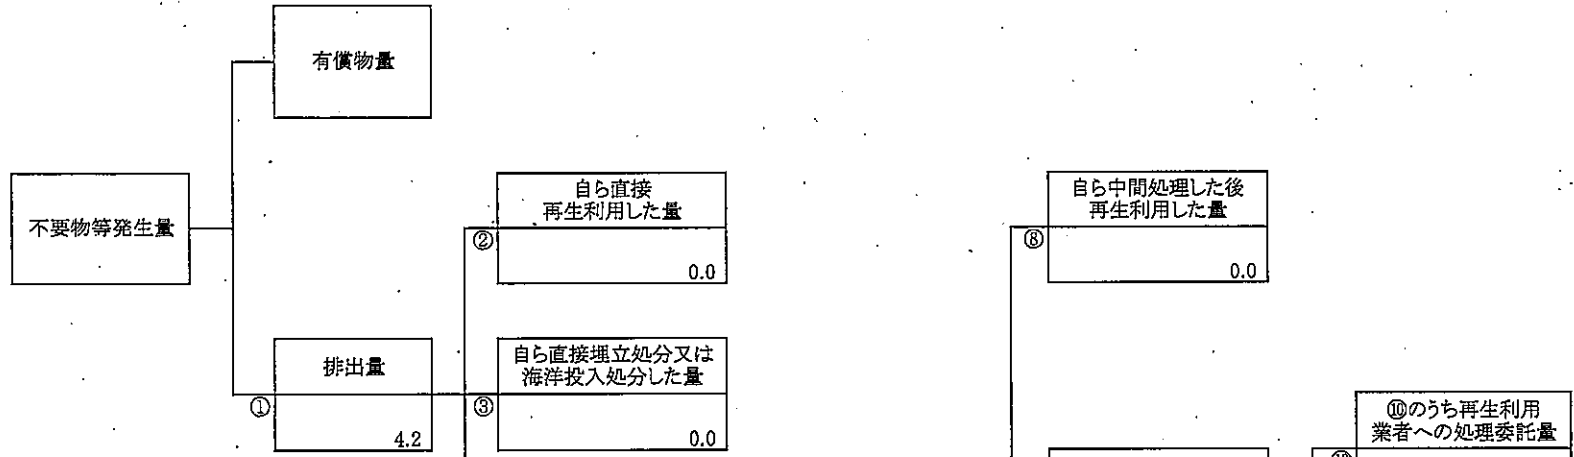 有償物量
不要物等発生量
自ら直接
再生利用した量
②
0.0
自ら中間処理した後
再生利用した量
⑧
0.0
排出量
①
4.2
自ら直接埋立処分又は
海洋投入処分した量
③
0.0
⑩のうち再生利用
業者への処理委託量